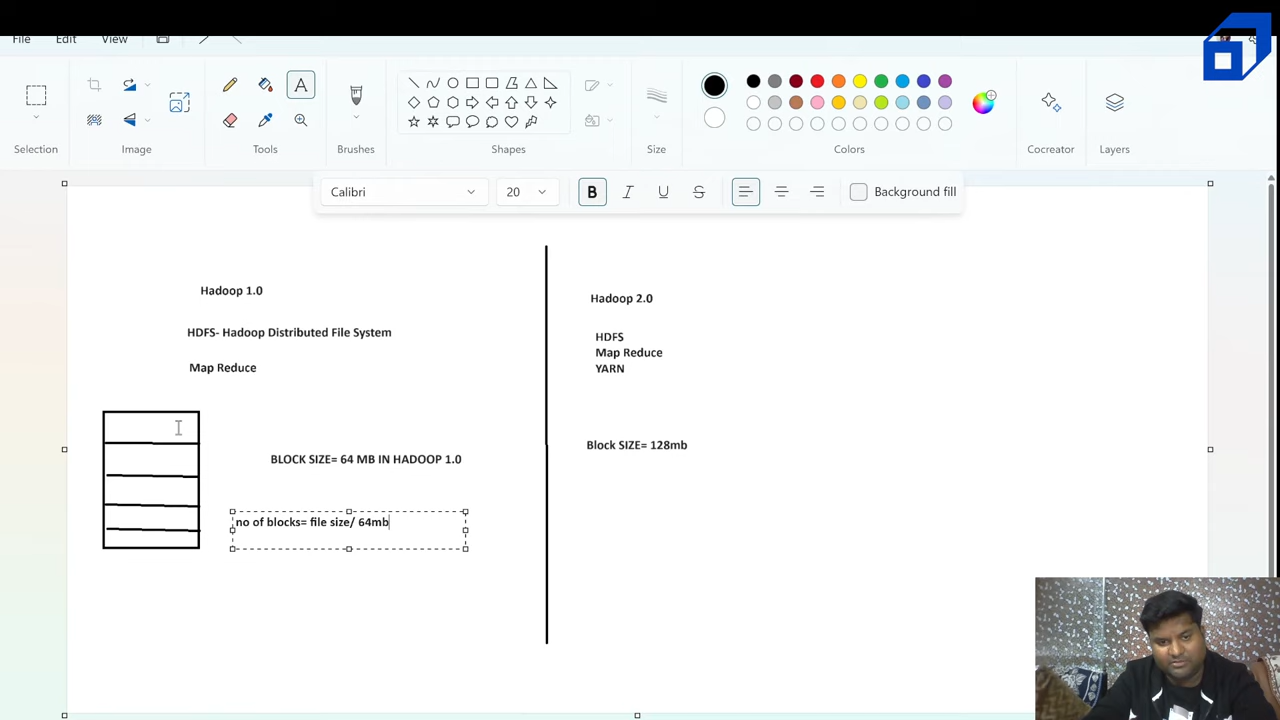 File Edit View
Selection
Image
Tools
Brushes
Shapes
Size
Colors
Cocreator
Layers
Calibri
20
B I U S
Background fill
Hadoop 1.0
HDFS- Hadoop Distributed File System
Map Reduce
BLOCK SIZE= 64 MB IN HADOOP 1.0
no of blocks= file size/ 64mb
Hadoop 2.0
HDFS
Map Reduce
YARN
Block SIZE= 128mb